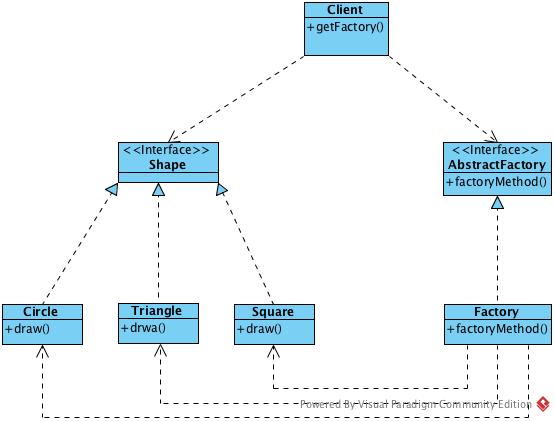 Client
+getFactory()
<<Interface>>
Shape
<<Interface>>
AbstractFactory
+factoryMethod()
Circle
+draw()
Triangle
+drwa()
Square
+draw()
Factory
+factoryMethod()
Powered By Visual Paradigm Community Edition